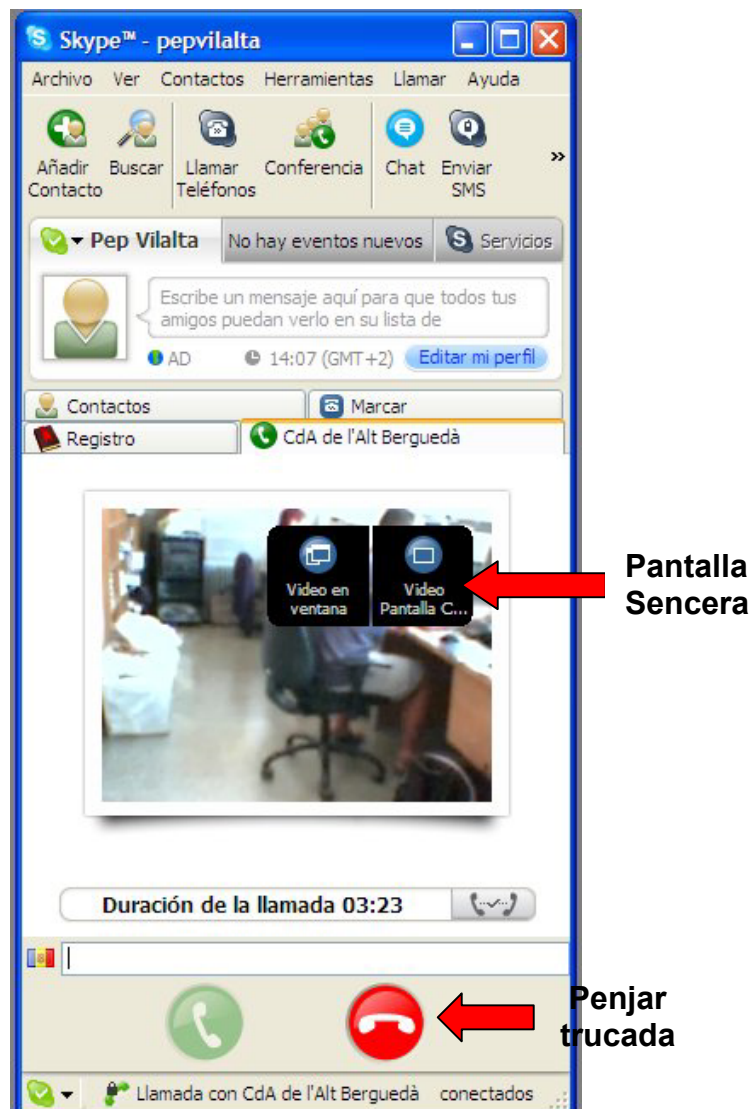 Skype™ - pepvilalta
Archivo Ver Contactos Herramientas Llamar Ayuda
Añadir Contacto
Buscar
Llamar Teléfonos
Conferencia
Chat
Enviar SMS
»
Pep Vilalta
No hay eventos nuevos
Servicios
Escribe un mensaje aquí para que todos tus
amigos puedan verlo en su lista de
AD
14:07 (GMT+2)
Editar mi perfil
Contactos
Marcar
Registro
CdA de l'Alt Berguedà
Video en
ventana
Video
Pantalla C...
Pantalla
Sencera
Duración de la llamada 03:23
Penjar
trucada
Llamada con CdA de l'Alt Berguedà conectados